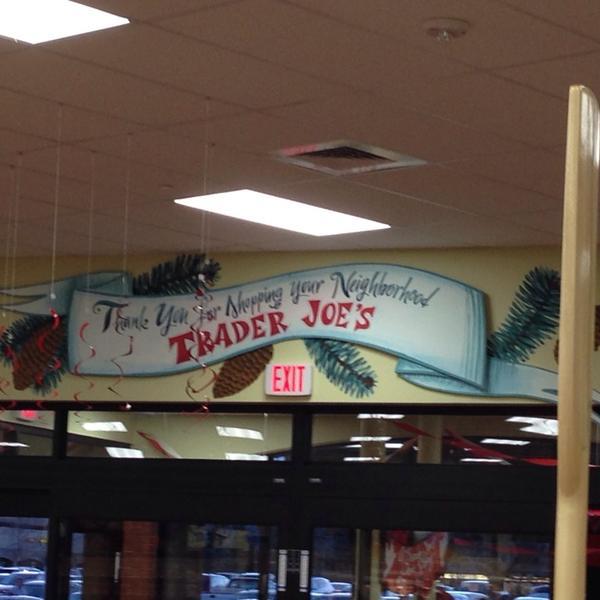 Thank You For Shopping Your Neighborhood
TRADER JOE'S
EXIT